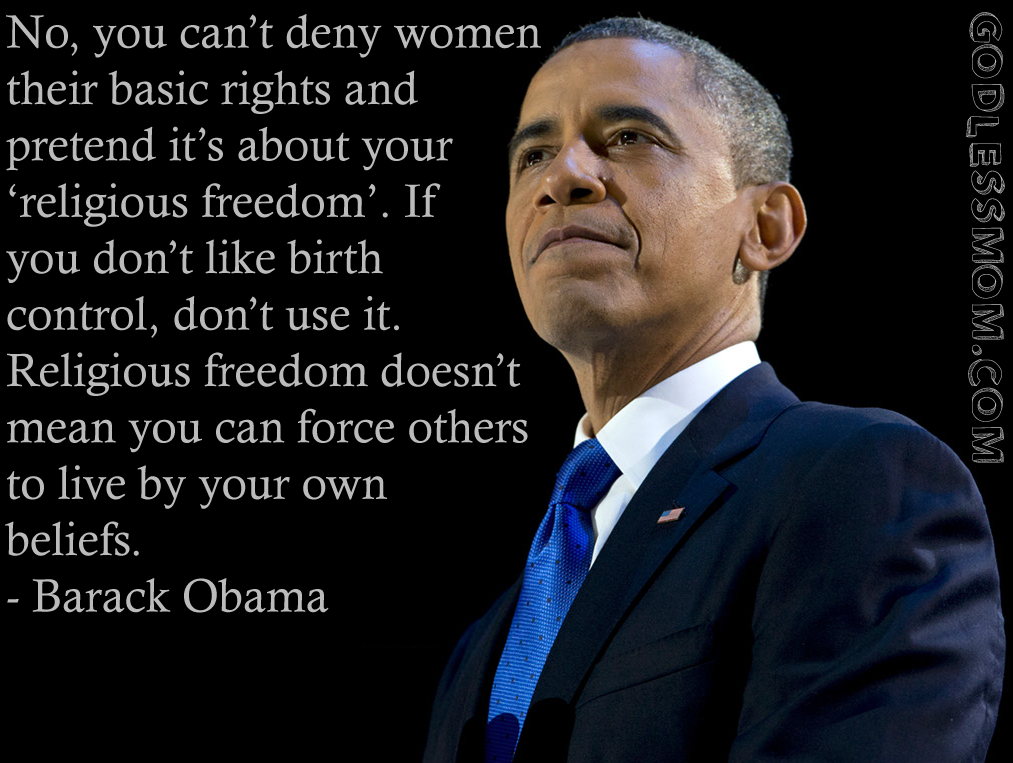 No, you can’t deny women
their basic rights and
pretend it’s about your
‘religious freedom’. If
you don’t like birth
control, don’t use it.
Religious freedom doesn’t
mean you can force others
to live by your own
beliefs.
- Barack Obama
GODLESSMOM.COM